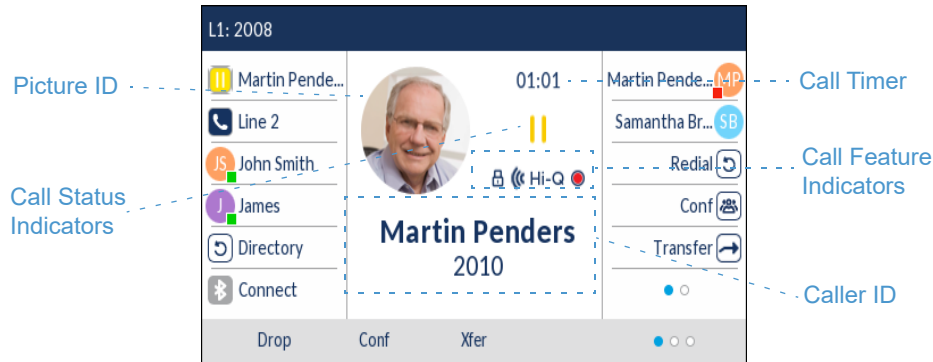 L1: 2008
Picture ID
Martin Pende...
01:01
Martin Pende... MP
Call Timer
Line 2
Samantha Br... SB
JS John Smith
Hi-Q
Redial
Call Feature
Indicators
Call Status
Indicators
J James
Conf
Martin Penders
2010
Directory
Transfer
Connect
Caller ID
Drop Conf Xfer